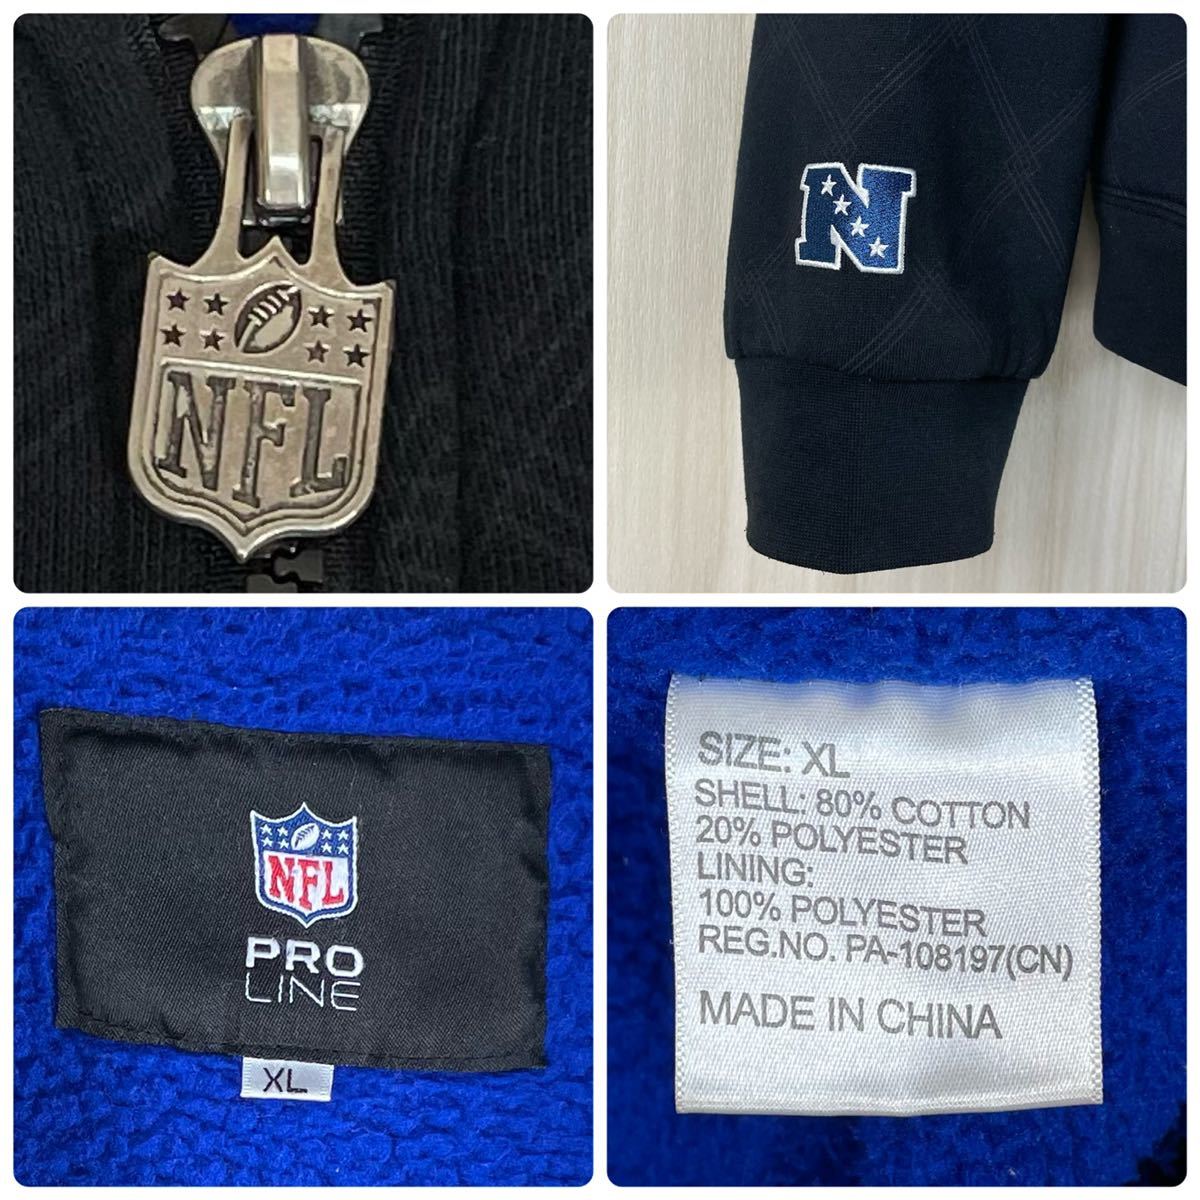 NFL
N
NFL
PRO
LINE
XL
SIZE: XL
SHELL: 80% COTTON
20% POLYESTER
LINING:
100% POLYESTER
REG.NO. PA-108197(CN)
MADE IN CHINA